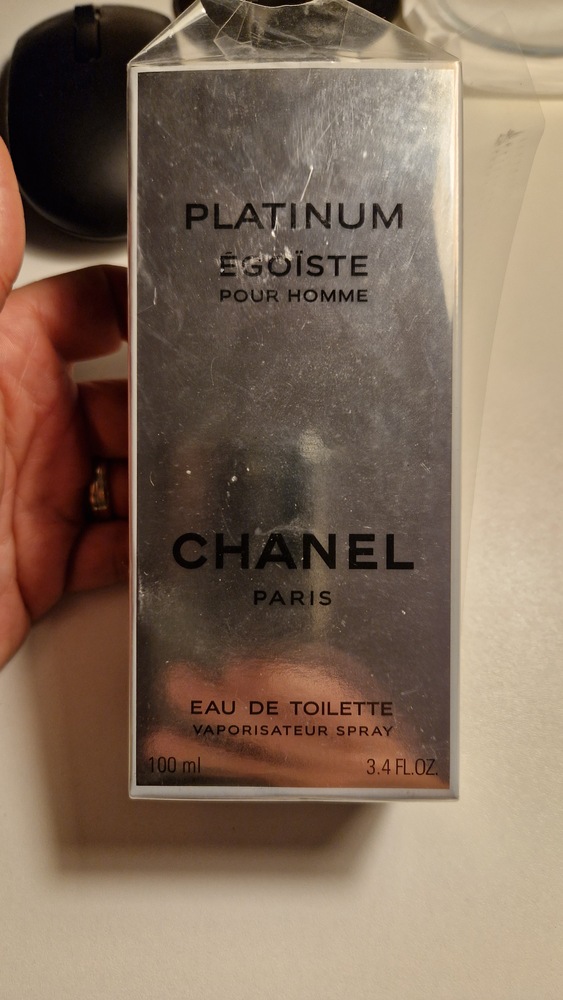 PLATINUM
ÉGOÏSTE
POUR HOMME
CHANEL
PARIS
EAU DE TOILETTE
VAPORISATEUR SPRAY
100 ml 3.4 FL.OZ.